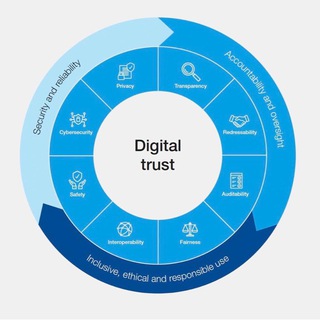 Digital
trust
Security and reliability
Accountability and oversight
Inclusive, ethical and responsible use
Privacy
Transparency
Cybersecurity
Redressability
Safety
Auditability
Interoperability
Fairness